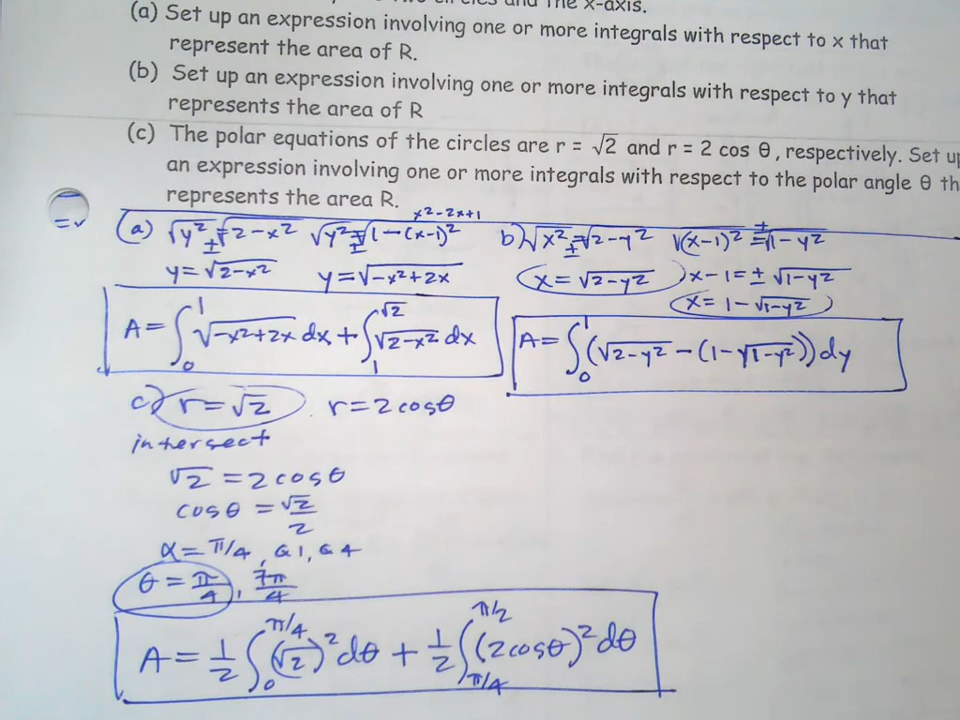 the x-axis.
(a) Set up an expression involving one or more integrals with respect to x that
represent the area of R.
(b) Set up an expression involving one or more integrals with respect to y that
represents the area of R
(c) The polar equations of the circles are r = √2 and r = 2 cos θ, respectively. Set up
an expression involving one or more integrals with respect to the polar angle θ th
represents the area R.
x²-2x+1
(a) √y² = ±√2-x² √y² = ±√1-(x-1)² b) √x² = ±√2-y² √(x-1)² = ±√1-y²
y=√2-x² y=√-x²+2x x=√2-y² x-1=±√1-y²
x=1-√1-y²
A=∫₀¹√-x²+2x dx+∫₁^√2 √2-x² dx A=∫₀¹(√2-y²-(1-√1-y²))dy
c) r=√2 r=2cosθ
intersect
√2=2cosθ
cosθ=√2/2
α=π/4, Q1, Q4
θ=π/4, 7π/4
A=1/2∫₀^π/4(√2)²dθ+1/2∫_π/4^π/2(2cosθ)²dθ